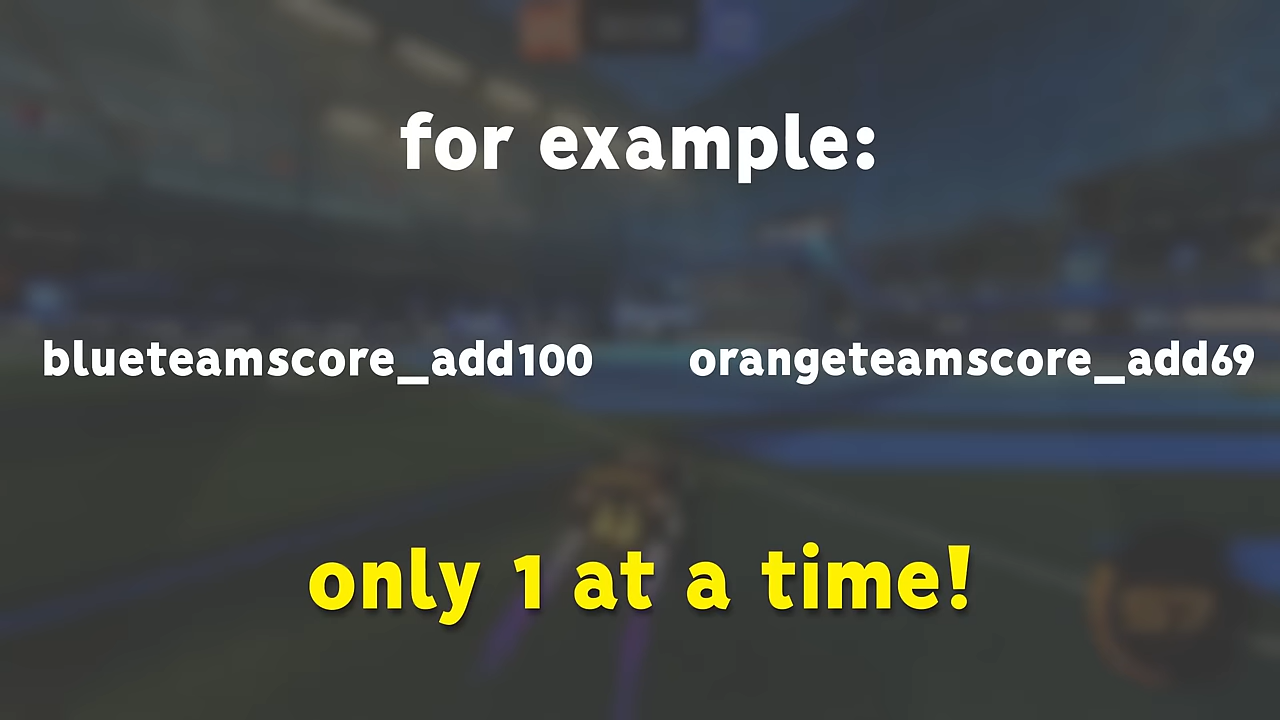 for example:
blueteamscore_add100 orangeteamscore_add69
only 1 at a time!